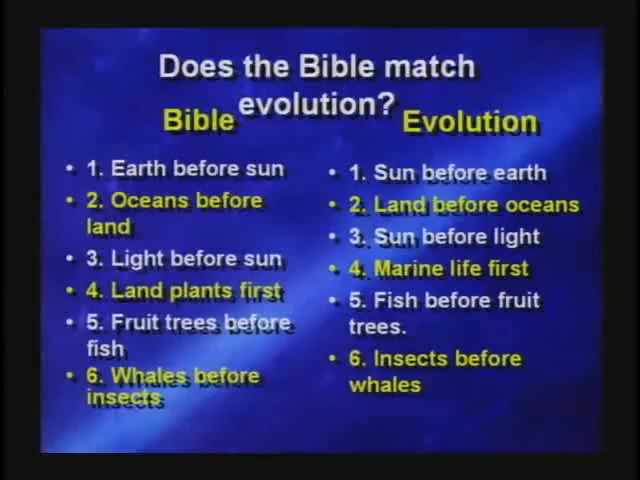 Does the Bible match
evolution?
Bible
• 1. Earth before sun
• 2. Oceans before
land
• 3. Light before sun
• 4. Land plants first
• 5. Fruit trees before
fish
• 6. Whales before
insects
Evolution
• 1. Sun before earth
• 2. Land before oceans
• 3. Sun before light
• 4. Marine life first
• 5. Fish before fruit
trees.
• 6. Insects before
whales